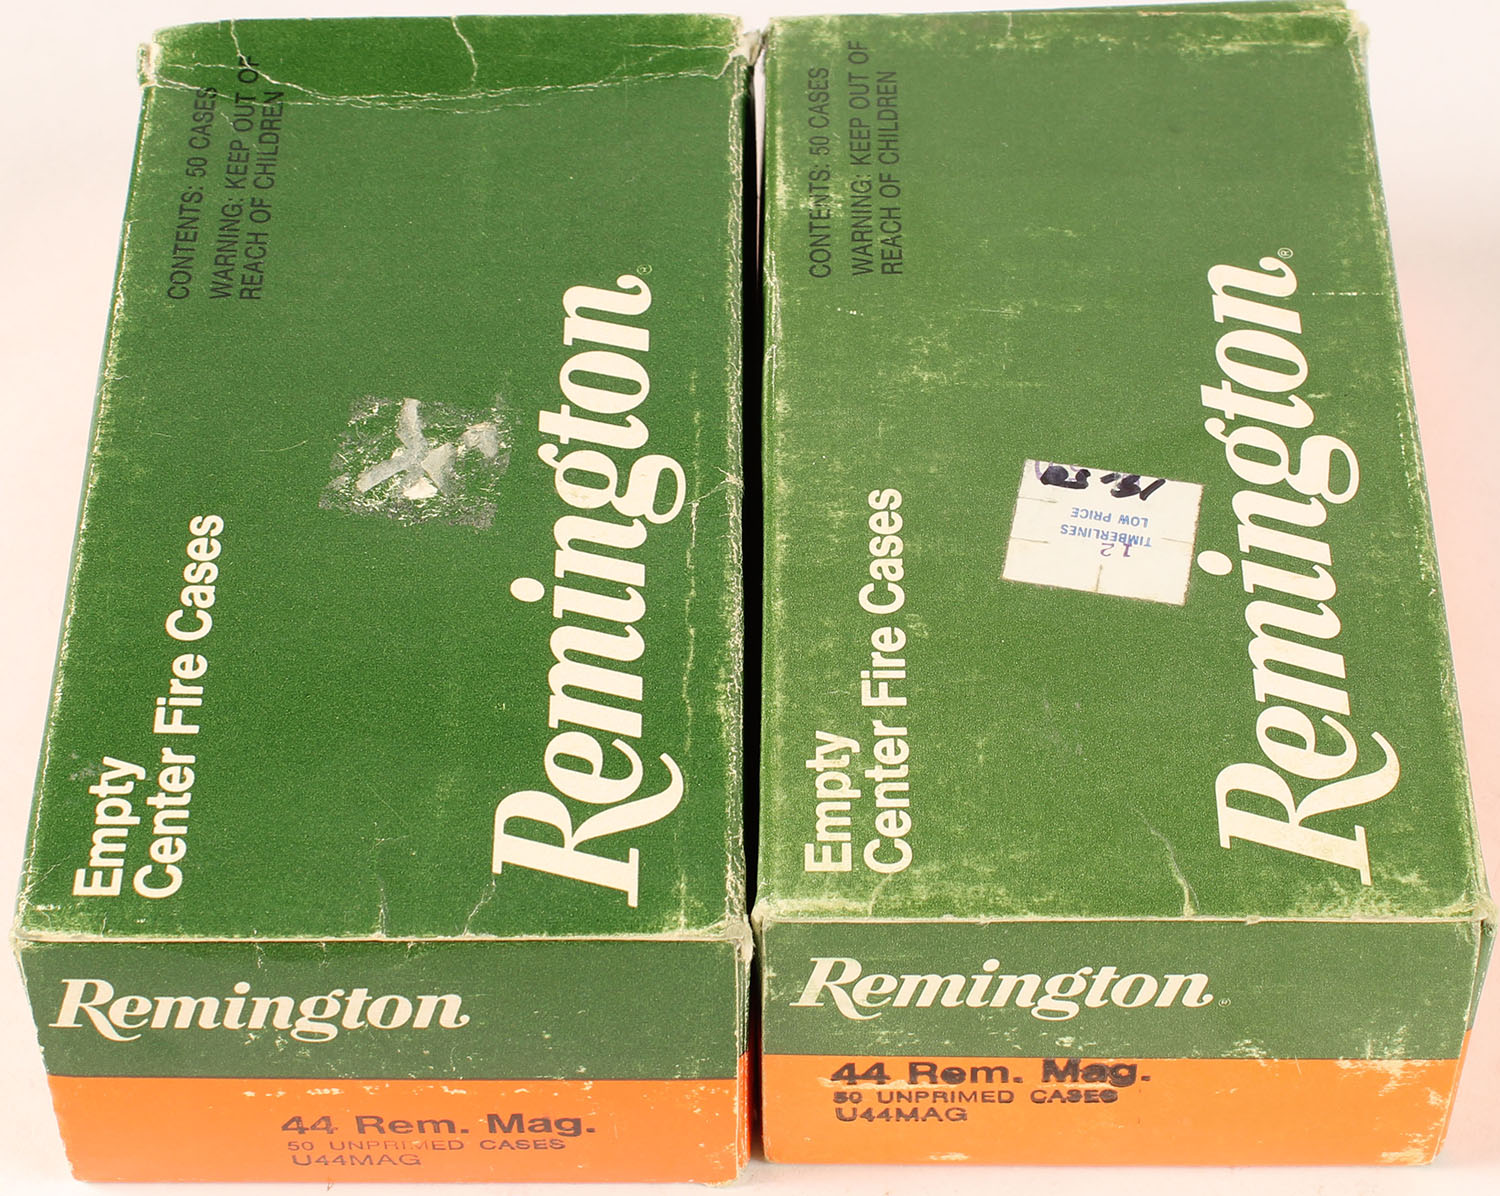 CONTENTS: 50 CASES
WARNING: KEEP OUT OF
REACH OF CHILDREN
Empty
Center Fire Cases
Remington®
Remington
44 Rem. Mag.
50 UNPRIMED CASES
U44MAG
CONTENTS: 50 CASES
WARNING: KEEP OUT OF
REACH OF CHILDREN
Empty
Center Fire Cases
TIMBERLINES
LOW PRICE
12
Remington®
Remington®
44 Rem. Mag.
50 UNPRIMED CASES
U44MAG